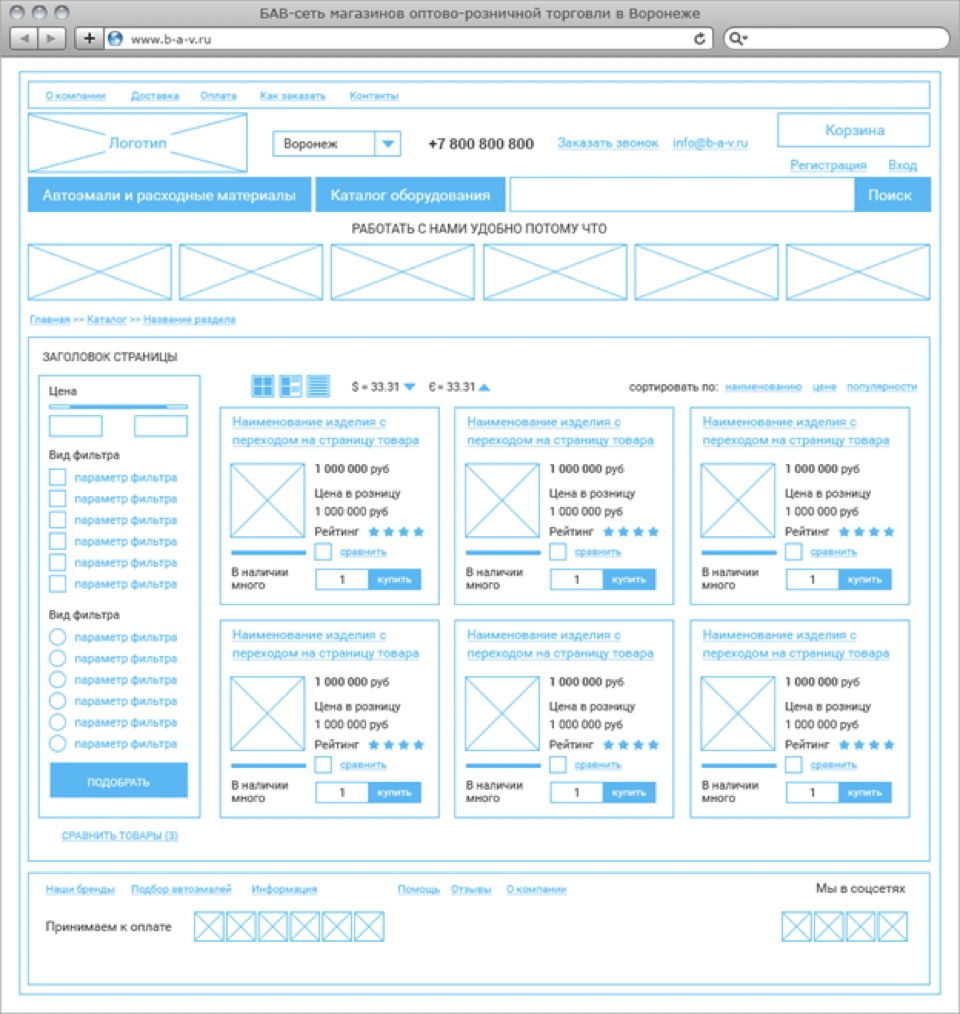 БАВ-сеть магазинов оптово-розничной торговли в Воронеже
www.b-a-v.ru
О компании Доставка Оплата Как заказать Контакты
Логотип
Воронеж
+7 800 800 800
Заказать звонок
info@b-a-v.ru
Корзина
Регистрация Вход
Автоэмали и расходные материалы
Каталог оборудования
Поиск
РАБОТАТЬ С НАМИ УДОБНО ПОТОМУ ЧТО
Главная >> Каталог >> Название раздела
ЗАГОЛОВОК СТРАНИЦЫ
Цена
Вид фильтра
параметр фильтра
параметр фильтра
параметр фильтра
параметр фильтра
параметр фильтра
параметр фильтра
Вид фильтра
параметр фильтра
параметр фильтра
параметр фильтра
параметр фильтра
параметр фильтра
параметр фильтра
ПОДОБРАТЬ
СРАВНИТЬ ТОВАРЫ (3)
$ = 33.31 Є = 33.31
сортировать по: наименованию цене популярности
Наименование изделия с
переходом на страницу товара
1 000 000 руб
Цена в розницу
1 000 000 руб
Рейтинг
сравнить
В наличии
много
1 купить
Наименование изделия с
переходом на страницу товара
1 000 000 руб
Цена в розницу
1 000 000 руб
Рейтинг
сравнить
В наличии
много
1 купить
Наименование изделия с
переходом на страницу товара
1 000 000 руб
Цена в розницу
1 000 000 руб
Рейтинг
сравнить
В наличии
много
1 купить
Наименование изделия с
переходом на страницу товара
1 000 000 руб
Цена в розницу
1 000 000 руб
Рейтинг
сравнить
В наличии
много
1 купить
Наименование изделия с
переходом на страницу товара
1 000 000 руб
Цена в розницу
1 000 000 руб
Рейтинг
сравнить
В наличии
много
1 купить
Наименование изделия с
переходом на страницу товара
1 000 000 руб
Цена в розницу
1 000 000 руб
Рейтинг
сравнить
В наличии
много
1 купить
Наши бренды Подбор автоэмалей Информация Помощь Отзывы О компании
Мы в соцсетях
Принимаем к оплате